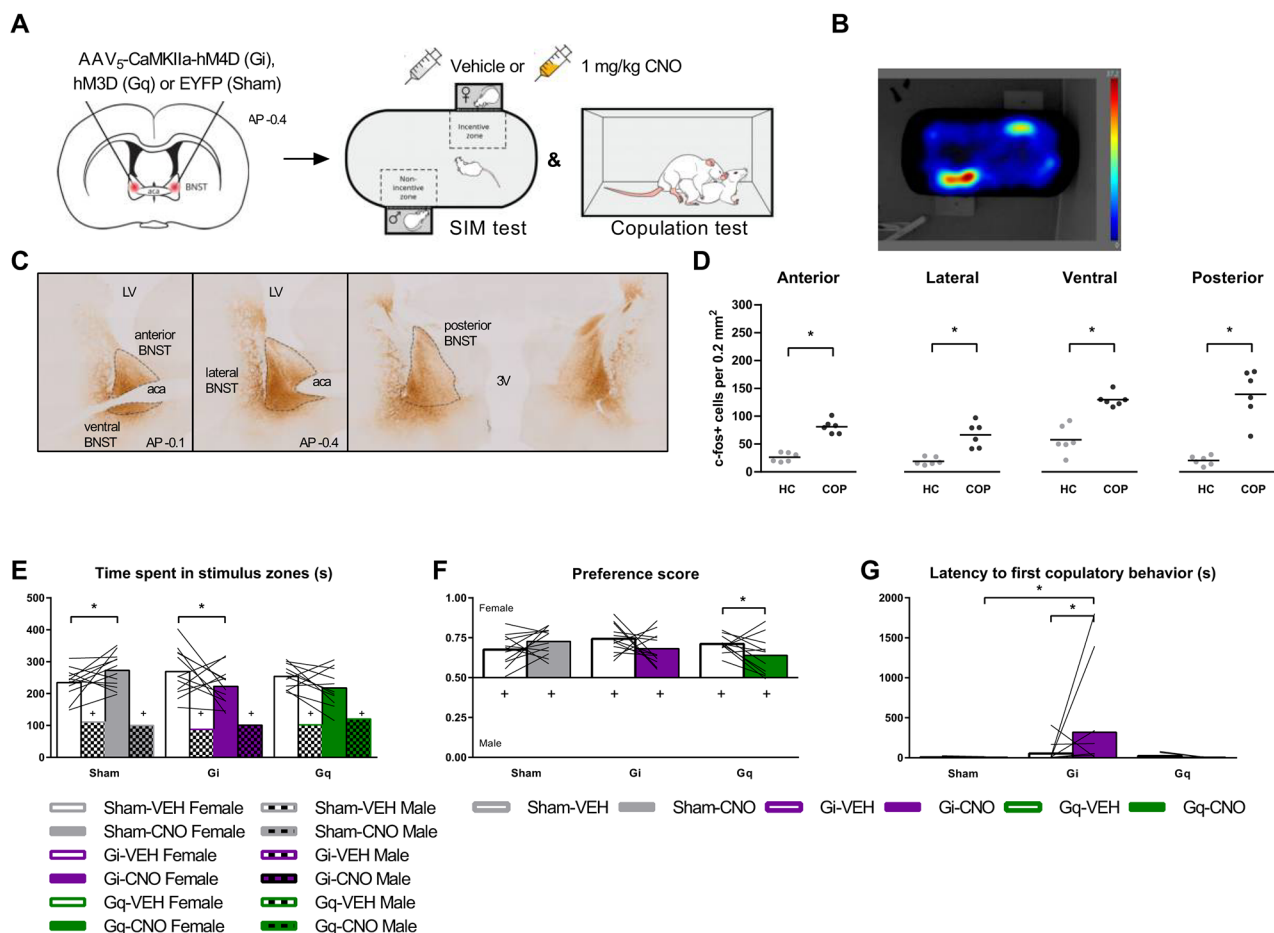 A
AAV5-CaMKIIa-hM4D (Gi),
hM3D (Gq) or EYFP (Sham)
AP -0.4
aca
BNST
Vehicle or
1 mg/kg CNO
♀
Incentive
zone
Non-
incentive
zone
♂
SIM test
&
Copulation test
B
37,2
0
C
LV
anterior
BNST
aca
ventral
BNST
AP -0.1
LV
lateral
BNST
aca
AP -0.4
posterior
BNST
3V
D
Anterior
Lateral
Ventral
Posterior
c-fos+ cells per 0.2 mm2
300
250
200
150
100
50
0
*
*
*
*
HC COP
HC COP
HC COP
HC COP
E
Time spent in stimulus zones (s)
500
400
300
200
100
0
*
*
+ + + + + +
Sham Gi Gq
Sham-VEH Female
Sham-CNO Female
Gi-VEH Female
Gi-CNO Female
Gq-VEH Female
Gq-CNO Female
Sham-VEH Male
Sham-CNO Male
Gi-VEH Male
Gi-CNO Male
Gq-VEH Male
Gq-CNO Male
F
Preference score
1.00
0.75
0.50
0.25
0.00
Female
*
+ + + + + +
Male
Sham Gi Gq
G
Latency to first copulatory behavior (s)
2000
1500
1000
500
0
*
*
Sham Gi Gq
Sham-VEH Sham-CNO Gi-VEH Gi-CNO Gq-VEH Gq-CNO